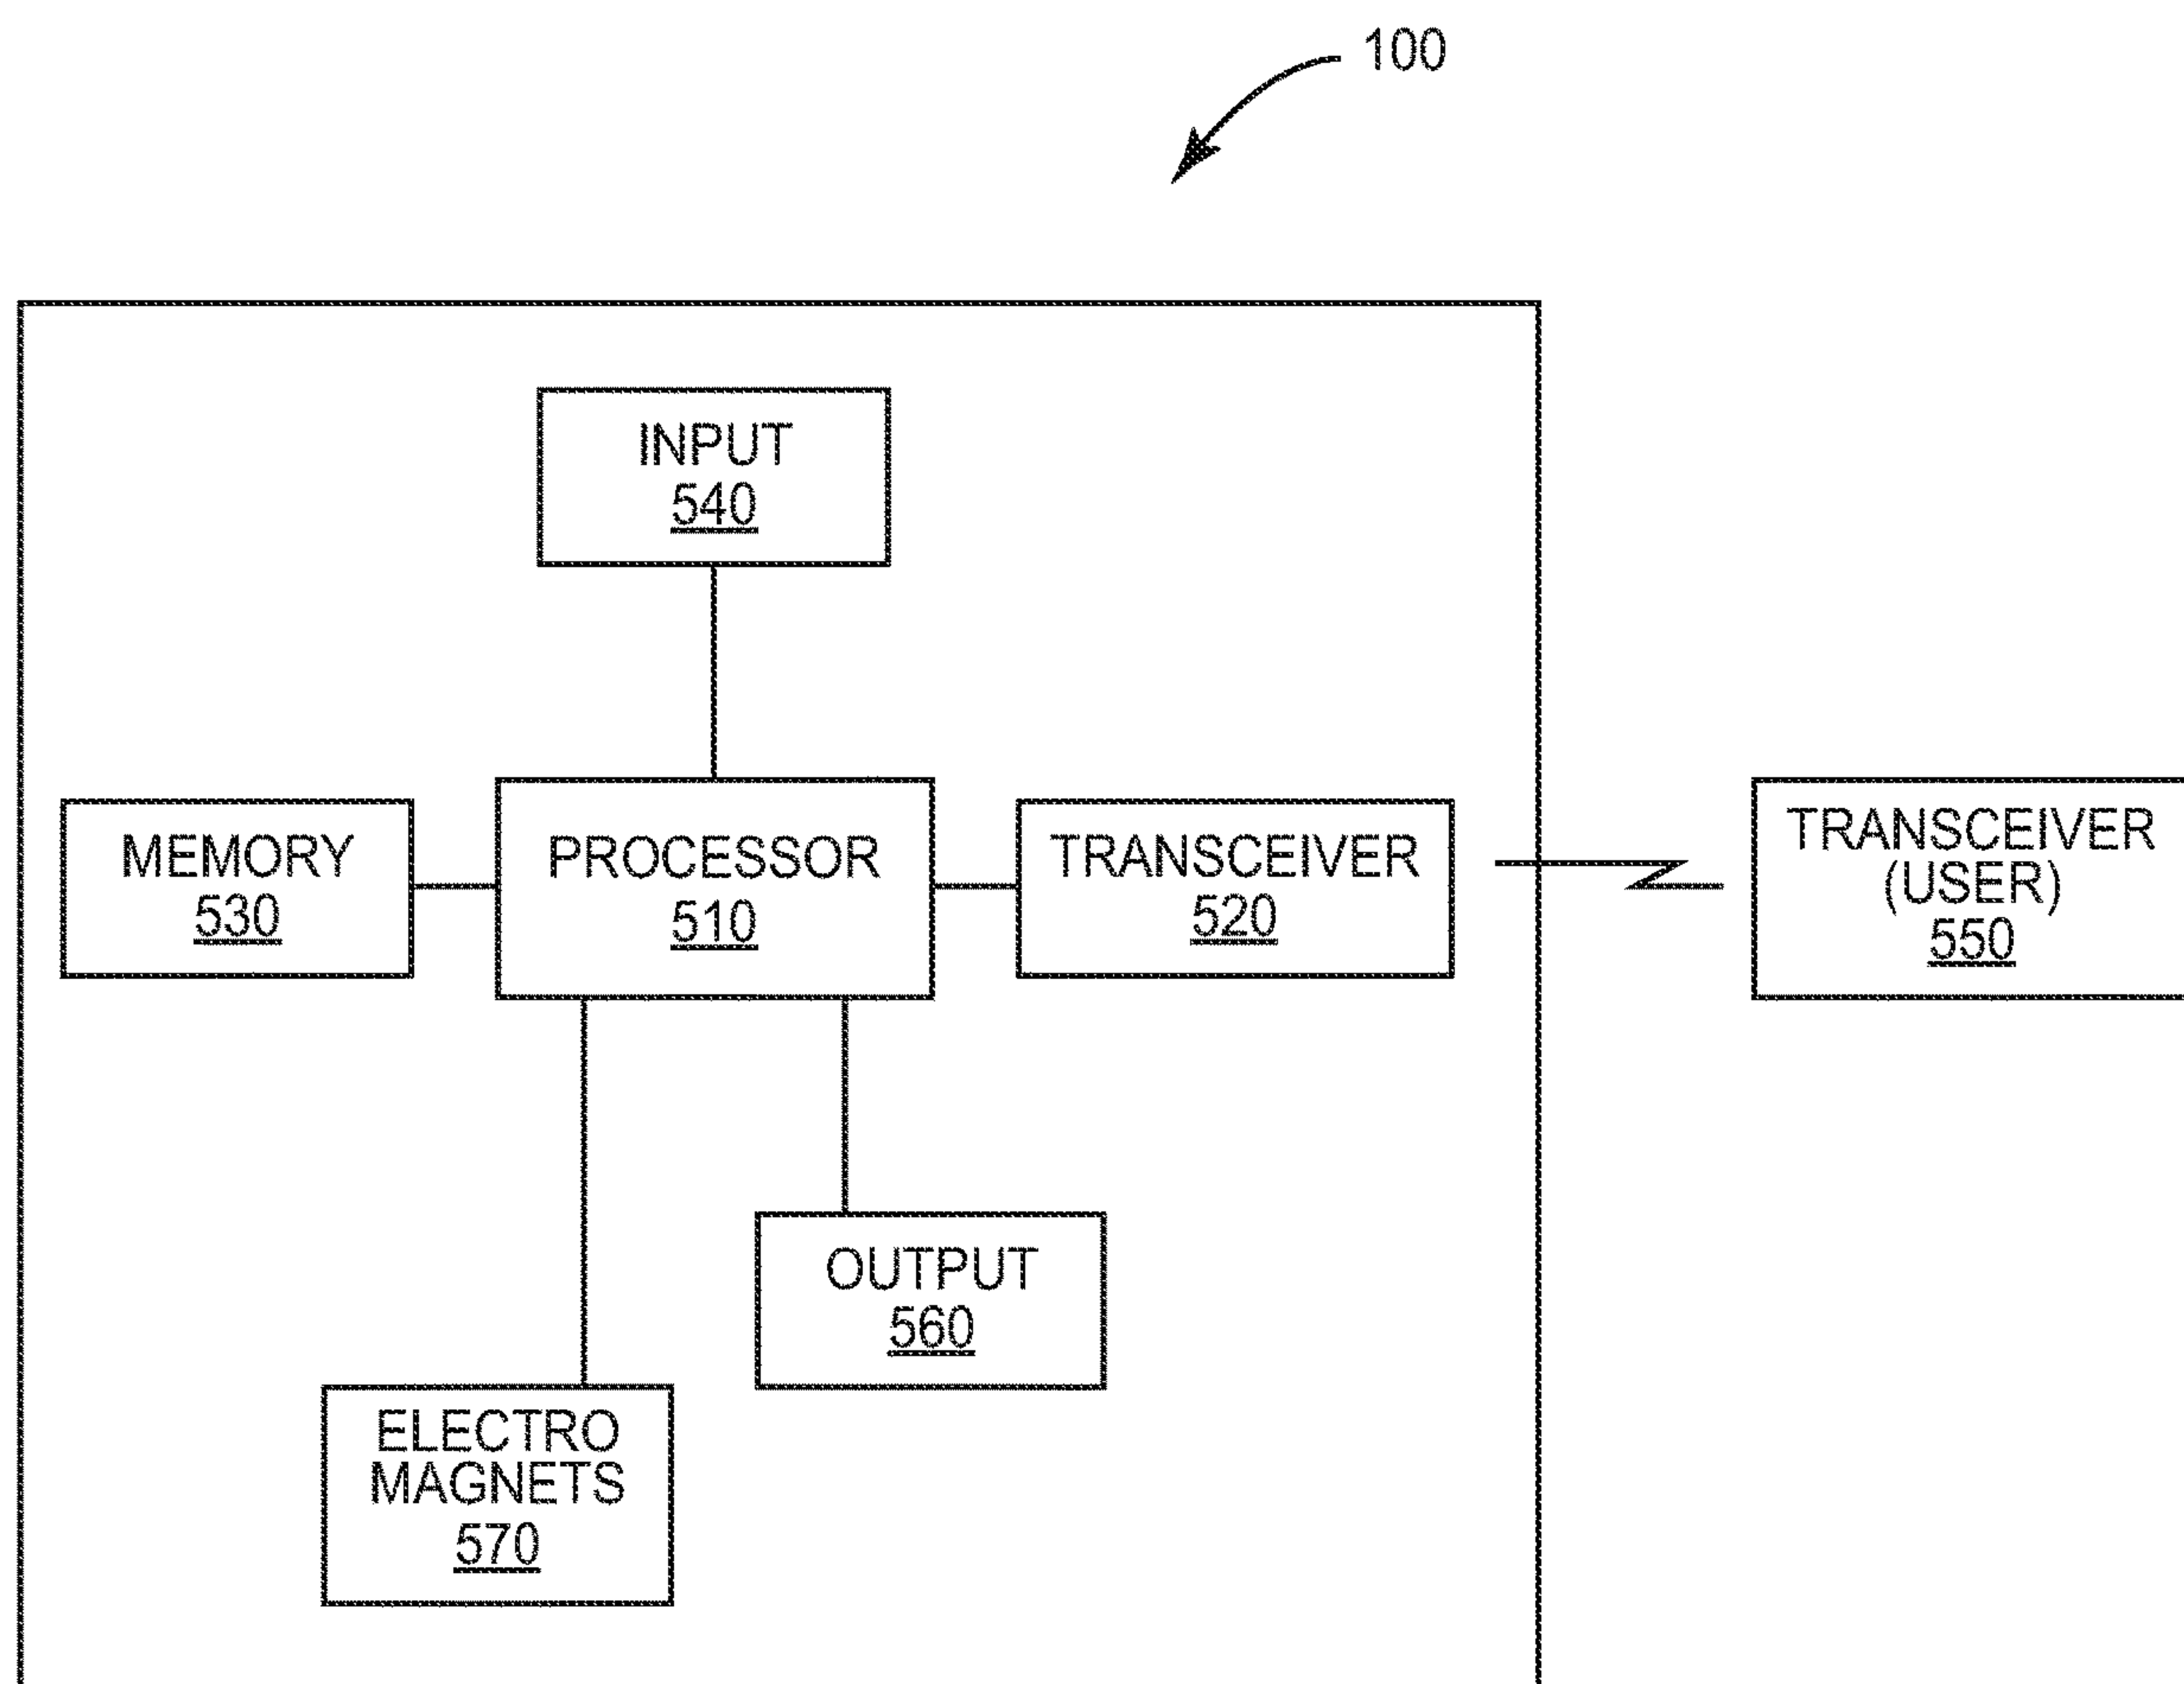 100
INPUT
540
MEMORY
530
PROCESSOR
510
TRANSCEIVER
520
TRANSCEIVER
(USER)
550
OUTPUT
560
ELECTRO
MAGNETS
570